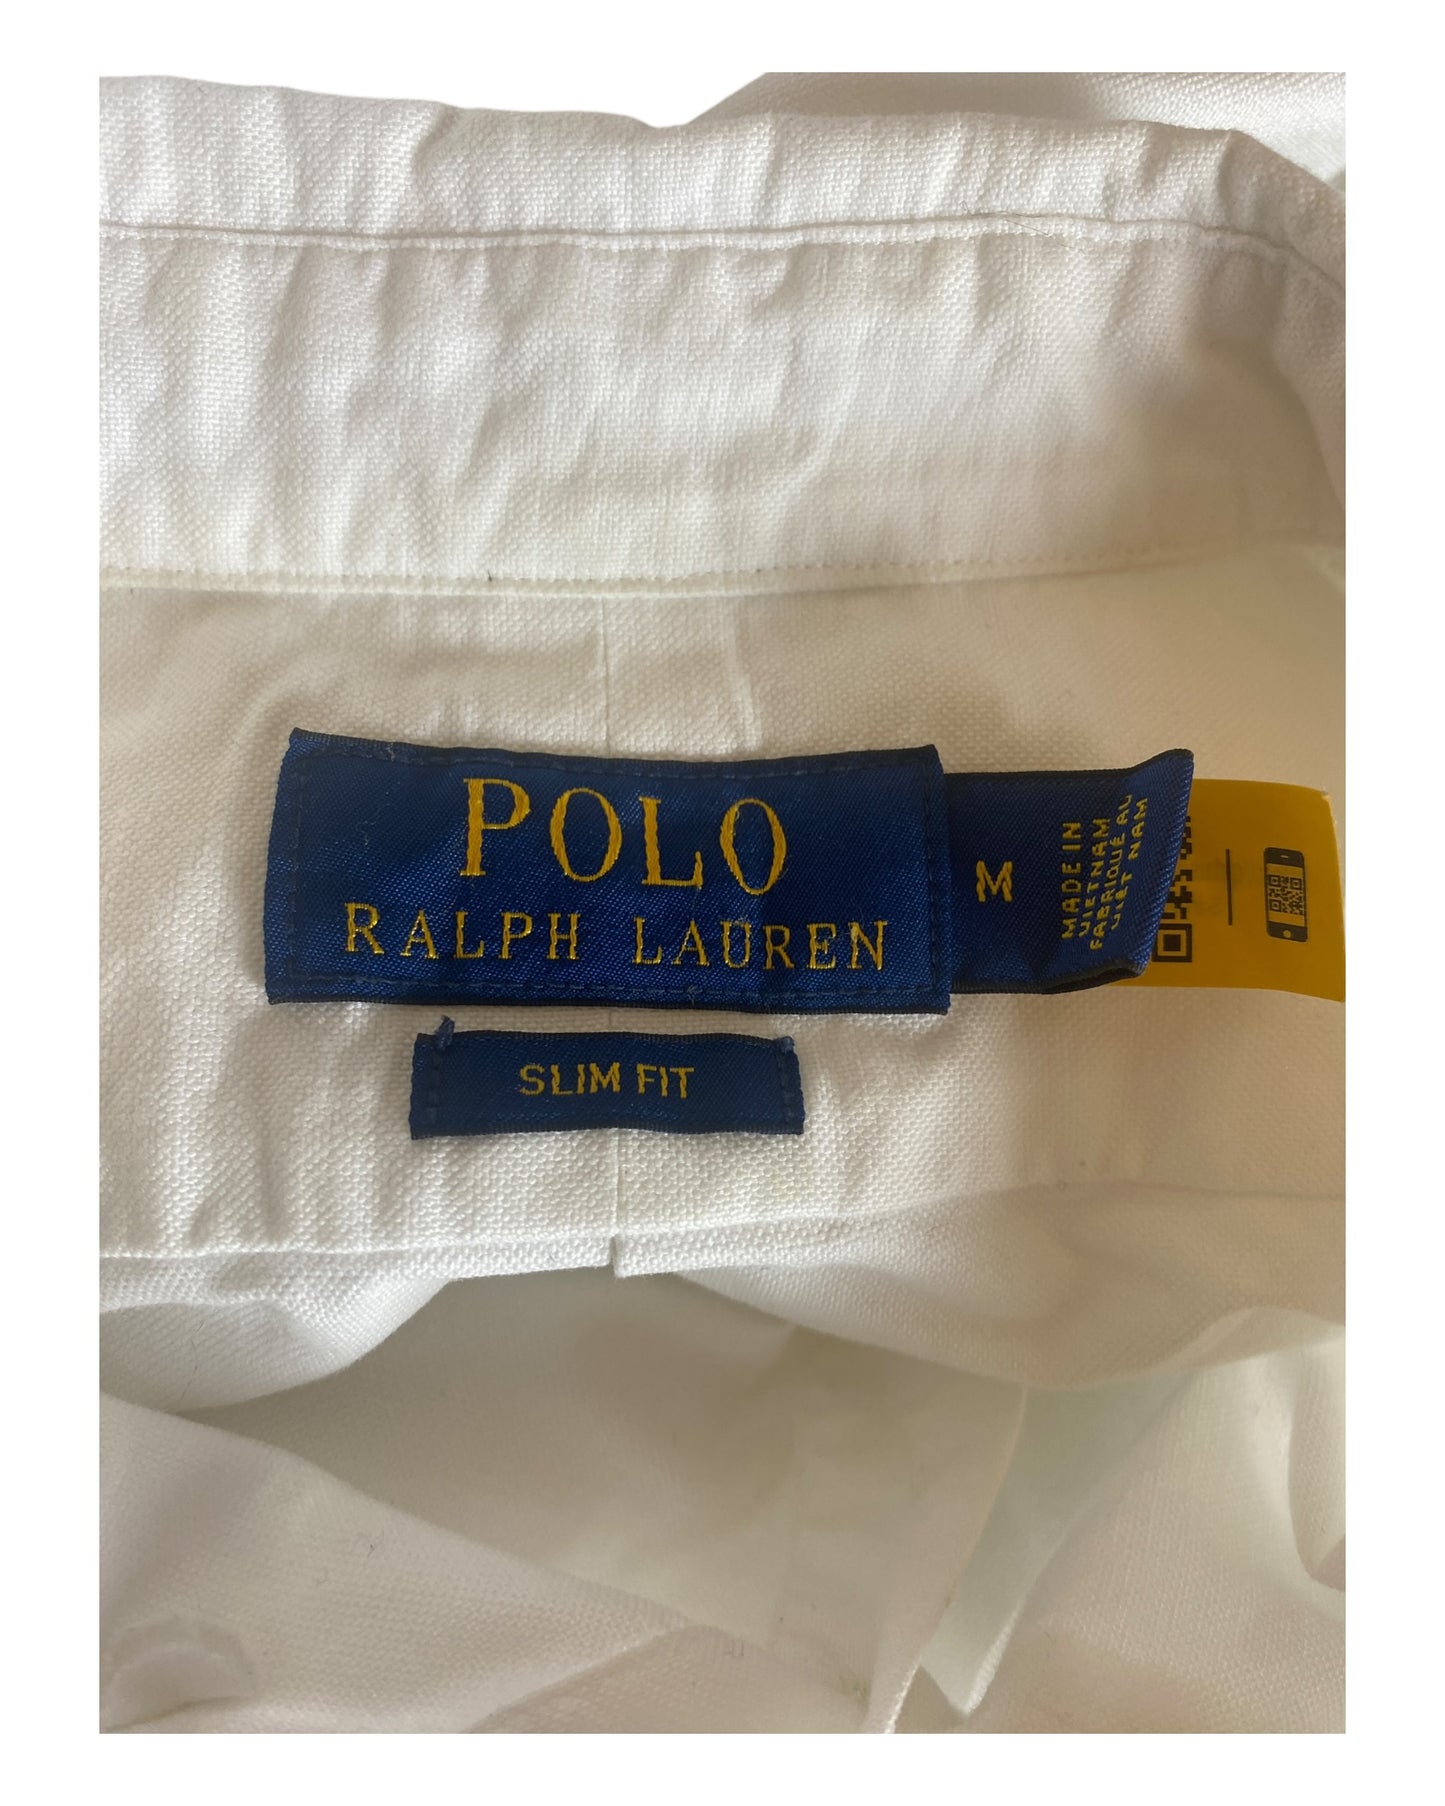 POLO
RALPH LAUREN
M
MADE IN
VIETNAM
FABRIQUÉ AU
VIET NAM
SLIM FIT